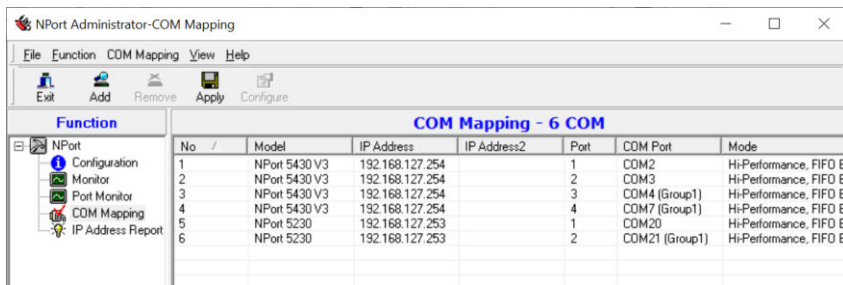 NPort Administrator-COM Mapping
File Function COM Mapping View Help
Exit Add Remove Apply Configure
Function
COM Mapping - 6 COM
NPort
Configuration
Monitor
Port Monitor
COM Mapping
IP Address Report
No / Model IP Address IP Address2 Port COM Port Mode
1 NPort 5430 V3 192.168.127.254 1 COM2 Hi-Performance, FIFO E
2 NPort 5430 V3 192.168.127.254 2 COM3 Hi-Performance, FIFO E
3 NPort 5430 V3 192.168.127.254 3 COM4 (Group1) Hi-Performance, FIFO E
4 NPort 5430 V3 192.168.127.254 4 COM7 (Group1) Hi-Performance, FIFO E
5 NPort 5230 192.168.127.253 1 COM20 Hi-Performance, FIFO E
6 NPort 5230 192.168.127.253 2 COM21 (Group1) Hi-Performance, FIFO E